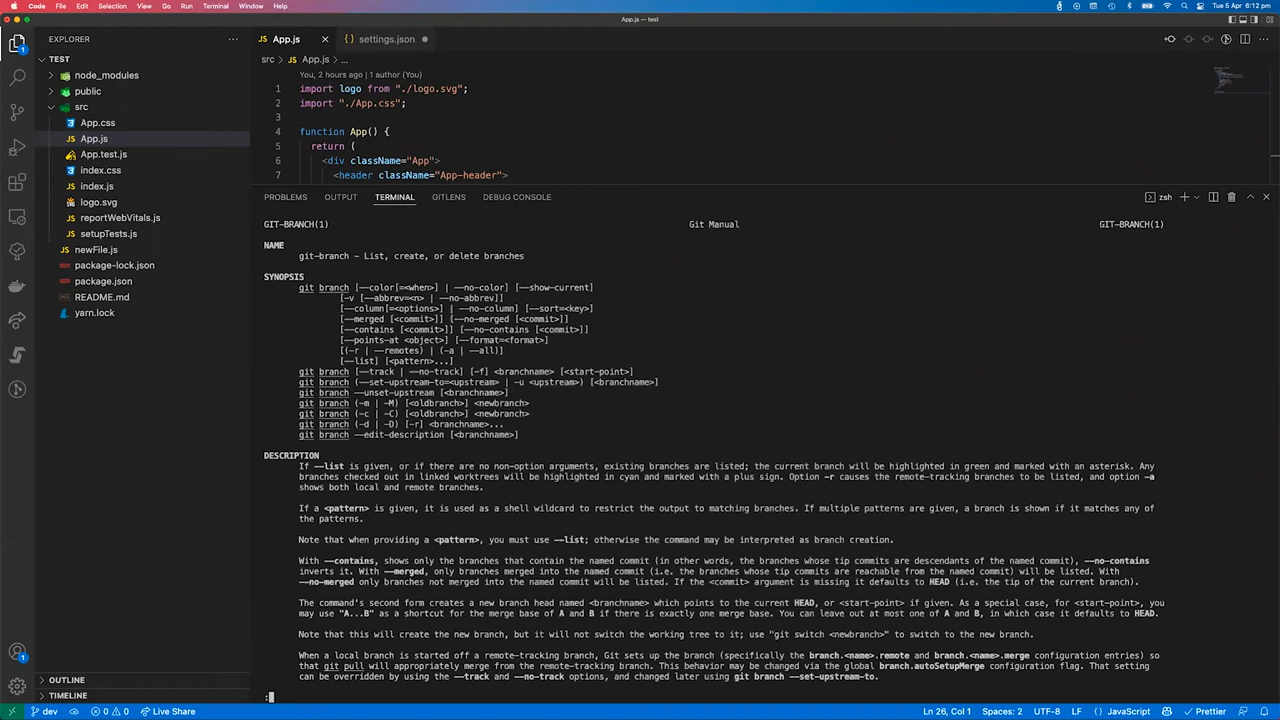 Code File Edit Selection View Go Run Terminal Window Help Tue 5 Apr 6:12 pm
App.js — test
EXPLORER
App.js
settings.json
src > App.js > ...
TEST
node_modules
public
src
App.css
App.js
App.test.js
index.css
index.js
logo.svg
reportWebVitals.js
setupTests.js
newFile.js
package-lock.json
package.json
README.md
yarn.lock
You, 2 hours ago | 1 author (You)
1 import logo from "./logo.svg";
2 import "./App.css";
3
4 function App() {
5 return (
6 <div className="App">
7 <header className="App-header">
PROBLEMS OUTPUT TERMINAL GITLENS DEBUG CONSOLE zsh
GIT-BRANCH(1) Git Manual GIT-BRANCH(1)
NAME
git-branch - List, create, or delete branches
SYNOPSIS
git branch [--color[=<when>] | --no-color] [--show-current]
[-v [--abbrev=<n> | --no-abbrev]]
[--column[=<options>] | --no-column] [--sort=<key>]
[--merged [<commit>]] [--no-merged [<commit>]]
[--contains [<commit>]] [--no-contains [<commit>]]
[--points-at <object>] [--format=<format>]
[(-r | --remotes) | (-a | --all)]
[--list] [<pattern>...]
git branch [--track | --no-track] [-f] <branchname> [<start-point>]
git branch (--set-upstream-to=<upstream> | -u <upstream>) [<branchname>]
git branch --unset-upstream [<branchname>]
git branch (-m | -M) [<oldbranch>] <newbranch>
git branch (-c | -C) [<oldbranch>] <newbranch>
git branch (-d | -D) [-r] <branchname>...
git branch --edit-description [<branchname>]
DESCRIPTION
If --list is given, or if there are no non-option arguments, existing branches are listed; the current branch will be highlighted in green and marked with an asterisk. Any
branches checked out in linked worktrees will be highlighted in cyan and marked with a plus sign. Option -r causes the remote-tracking branches to be listed, and option -a
shows both local and remote branches.
If a <pattern> is given, it is used as a shell wildcard to restrict the output to matching branches. If multiple patterns are given, a branch is shown if it matches any of
the patterns.
Note that when providing a <pattern>, you must use --list; otherwise the command may be interpreted as branch creation.
With --contains, shows only the branches that contain the named commit (in other words, the branches whose tip commits are descendants of the named commit), --no-contains
inverts it. With --merged, only branches merged into the named commit (i.e. the branches whose tip commits are reachable from the named commit) will be listed. With
--no-merged only branches not merged into the named commit will be listed. If the <commit> argument is missing it defaults to HEAD (i.e. the tip of the current branch).
The command's second form creates a new branch head named <branchname> which points to the current HEAD, or <start-point> if given. As a special case, for <start-point>, you
may use "A...B" as a shortcut for the merge base of A and B if there is exactly one merge base. You can leave out at most one of A and B, in which case it defaults to HEAD.
Note that this will create the new branch, but it will not switch the working tree to it; use "git switch <newbranch>" to switch to the new branch.
When a local branch is started off a remote-tracking branch, Git sets up the branch (specifically the branch.<name>.remote and branch.<name>.merge configuration entries) so
that git pull will appropriately merge from the remote-tracking branch. This behavior may be changed via the global branch.autoSetupMerge configuration flag. That setting
can be overridden by using the --track and --no-track options, and changed later using git branch --set-upstream-to.
:
OUTLINE
TIMELINE
dev 0 0 Live Share Ln 26, Col 1 Spaces: 2 UTF-8 LF {} JavaScript Prettier